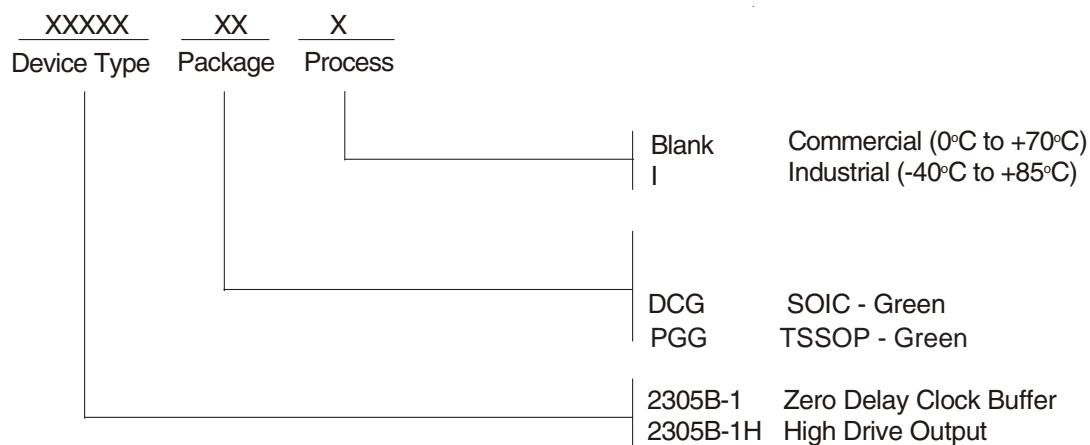 XXXXX XX X
Device Type Package Process
Blank Commercial (0°C to +70°C)
I Industrial (-40°C to +85°C)
DCG SOIC - Green
PGG TSSOP - Green
2305B-1 Zero Delay Clock Buffer
2305B-1H High Drive Output